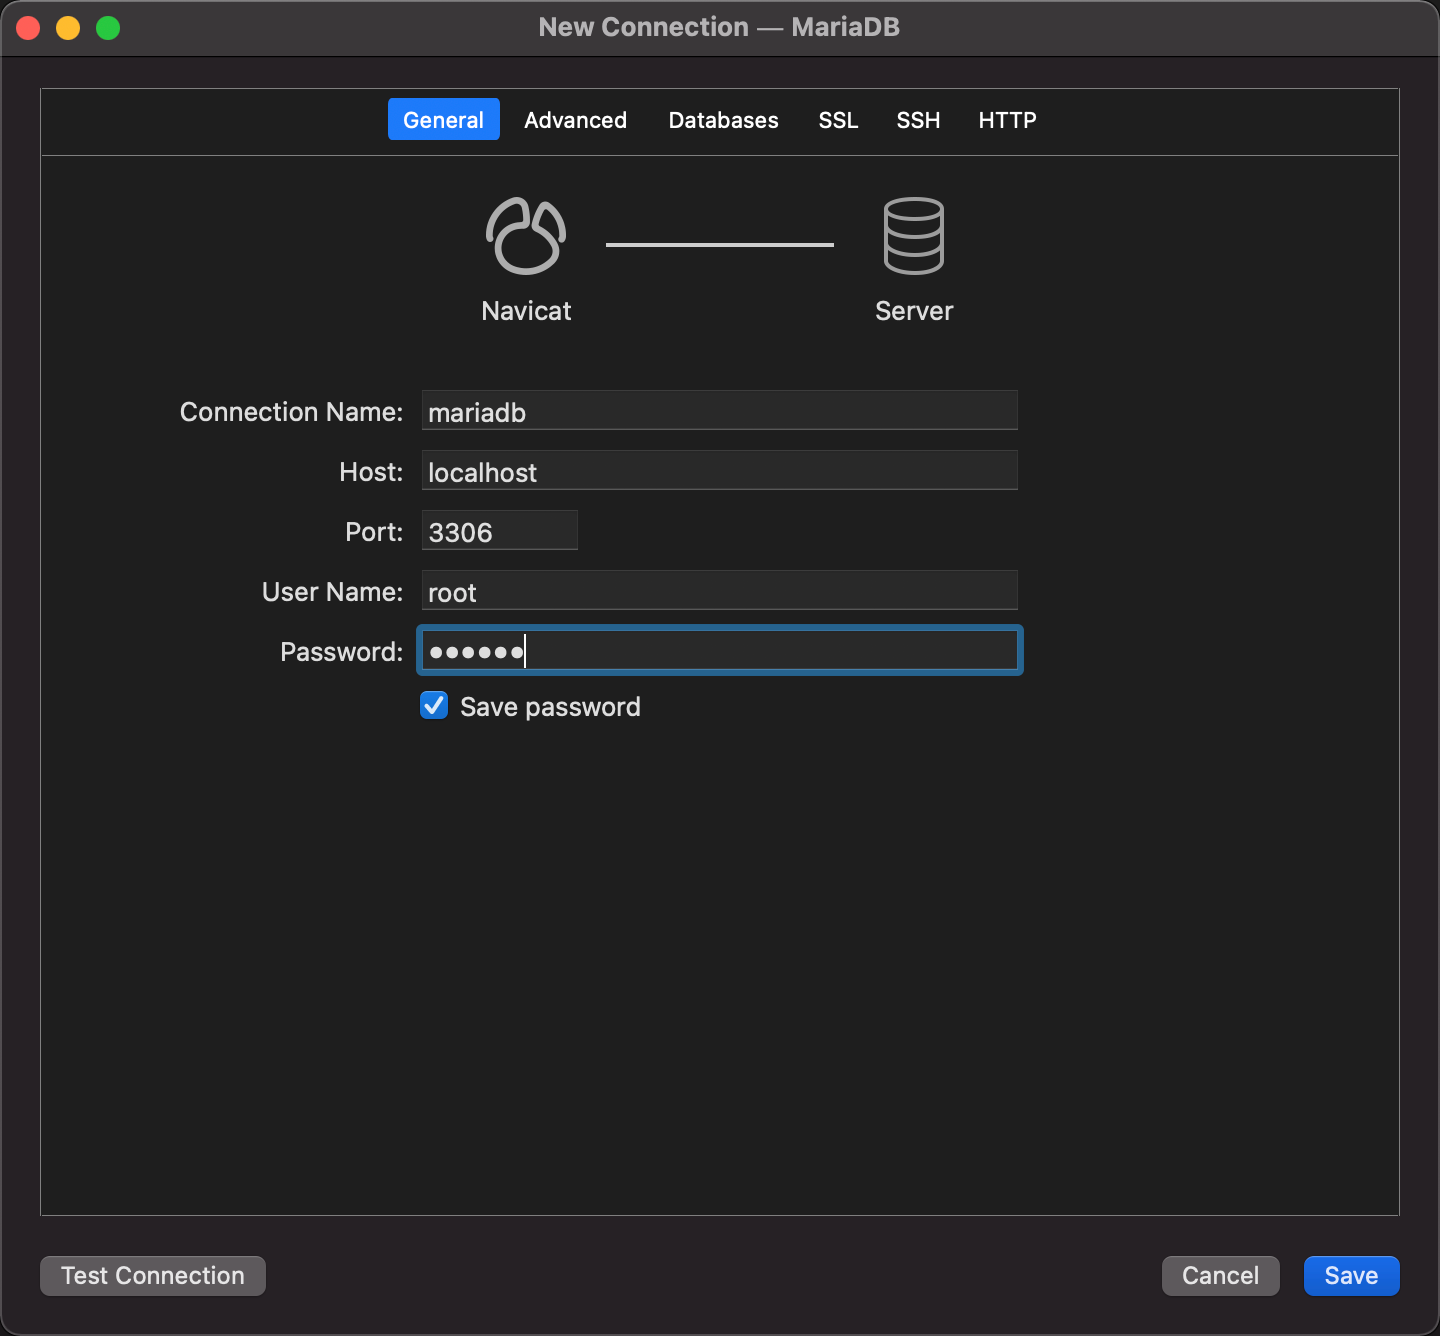 New Connection — MariaDB
General Advanced Databases SSL SSH HTTP
Navicat Server
Connection Name: mariadb
Host: localhost
Port: 3306
User Name: root
Password: ••••••
Save password
Test Connection Cancel Save